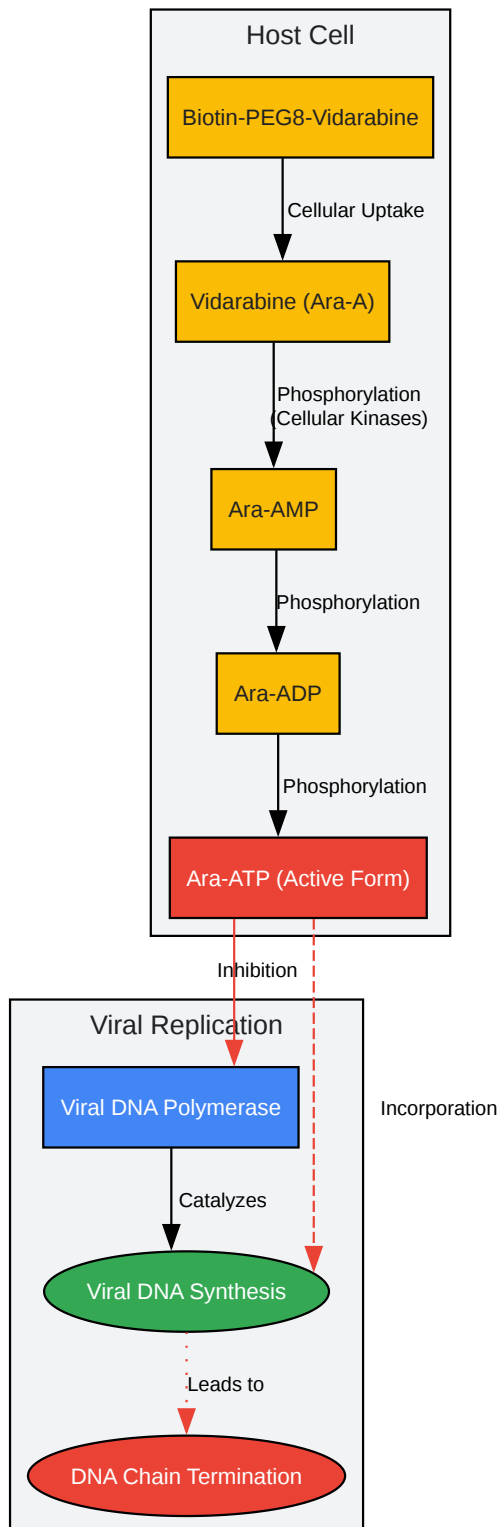 Host Cell
Biotin-PEG8-Vidarabine
Cellular Uptake
Vidarabine (Ara-A)
Phosphorylation
(Cellular Kinases)
Ara-AMP
Phosphorylation
Ara-ADP
Phosphorylation
Ara-ATP (Active Form)
Inhibition
Viral Replication
Viral DNA Polymerase
Incorporation
Catalyzes
Viral DNA Synthesis
Leads to
DNA Chain Termination